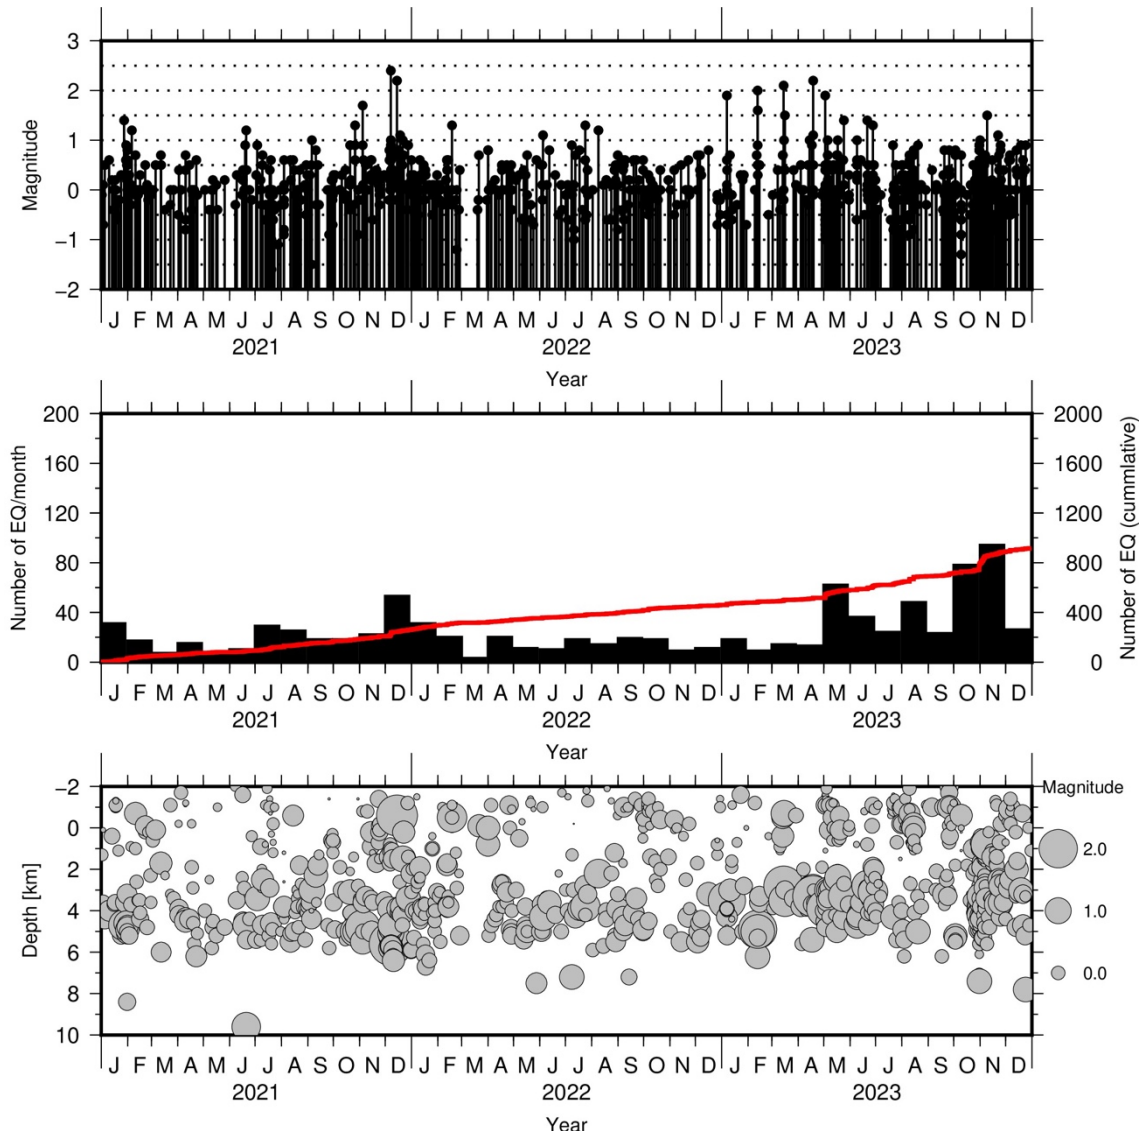 3
2
1
0
−1
−2
Magnitude
J F M A M J J A S O N D J F M A M J J A S O N D J F M A M J J A S O N D
2021 2022 2023
Year
200 2000
160 1600
120 1200
80 800
40 400
0 0
Number of EQ/month
Number of EQ (cummlative)
J F M A M J J A S O N D J F M A M J J A S O N D J F M A M J J A S O N D
2021 2022 2023
Year
−2 Magnitude
0
2 2.0
4 1.0
6
8 0.0
10
Depth [km]
J F M A M J J A S O N D J F M A M J J A S O N D J F M A M J J A S O N D
2021 2022 2023
Year